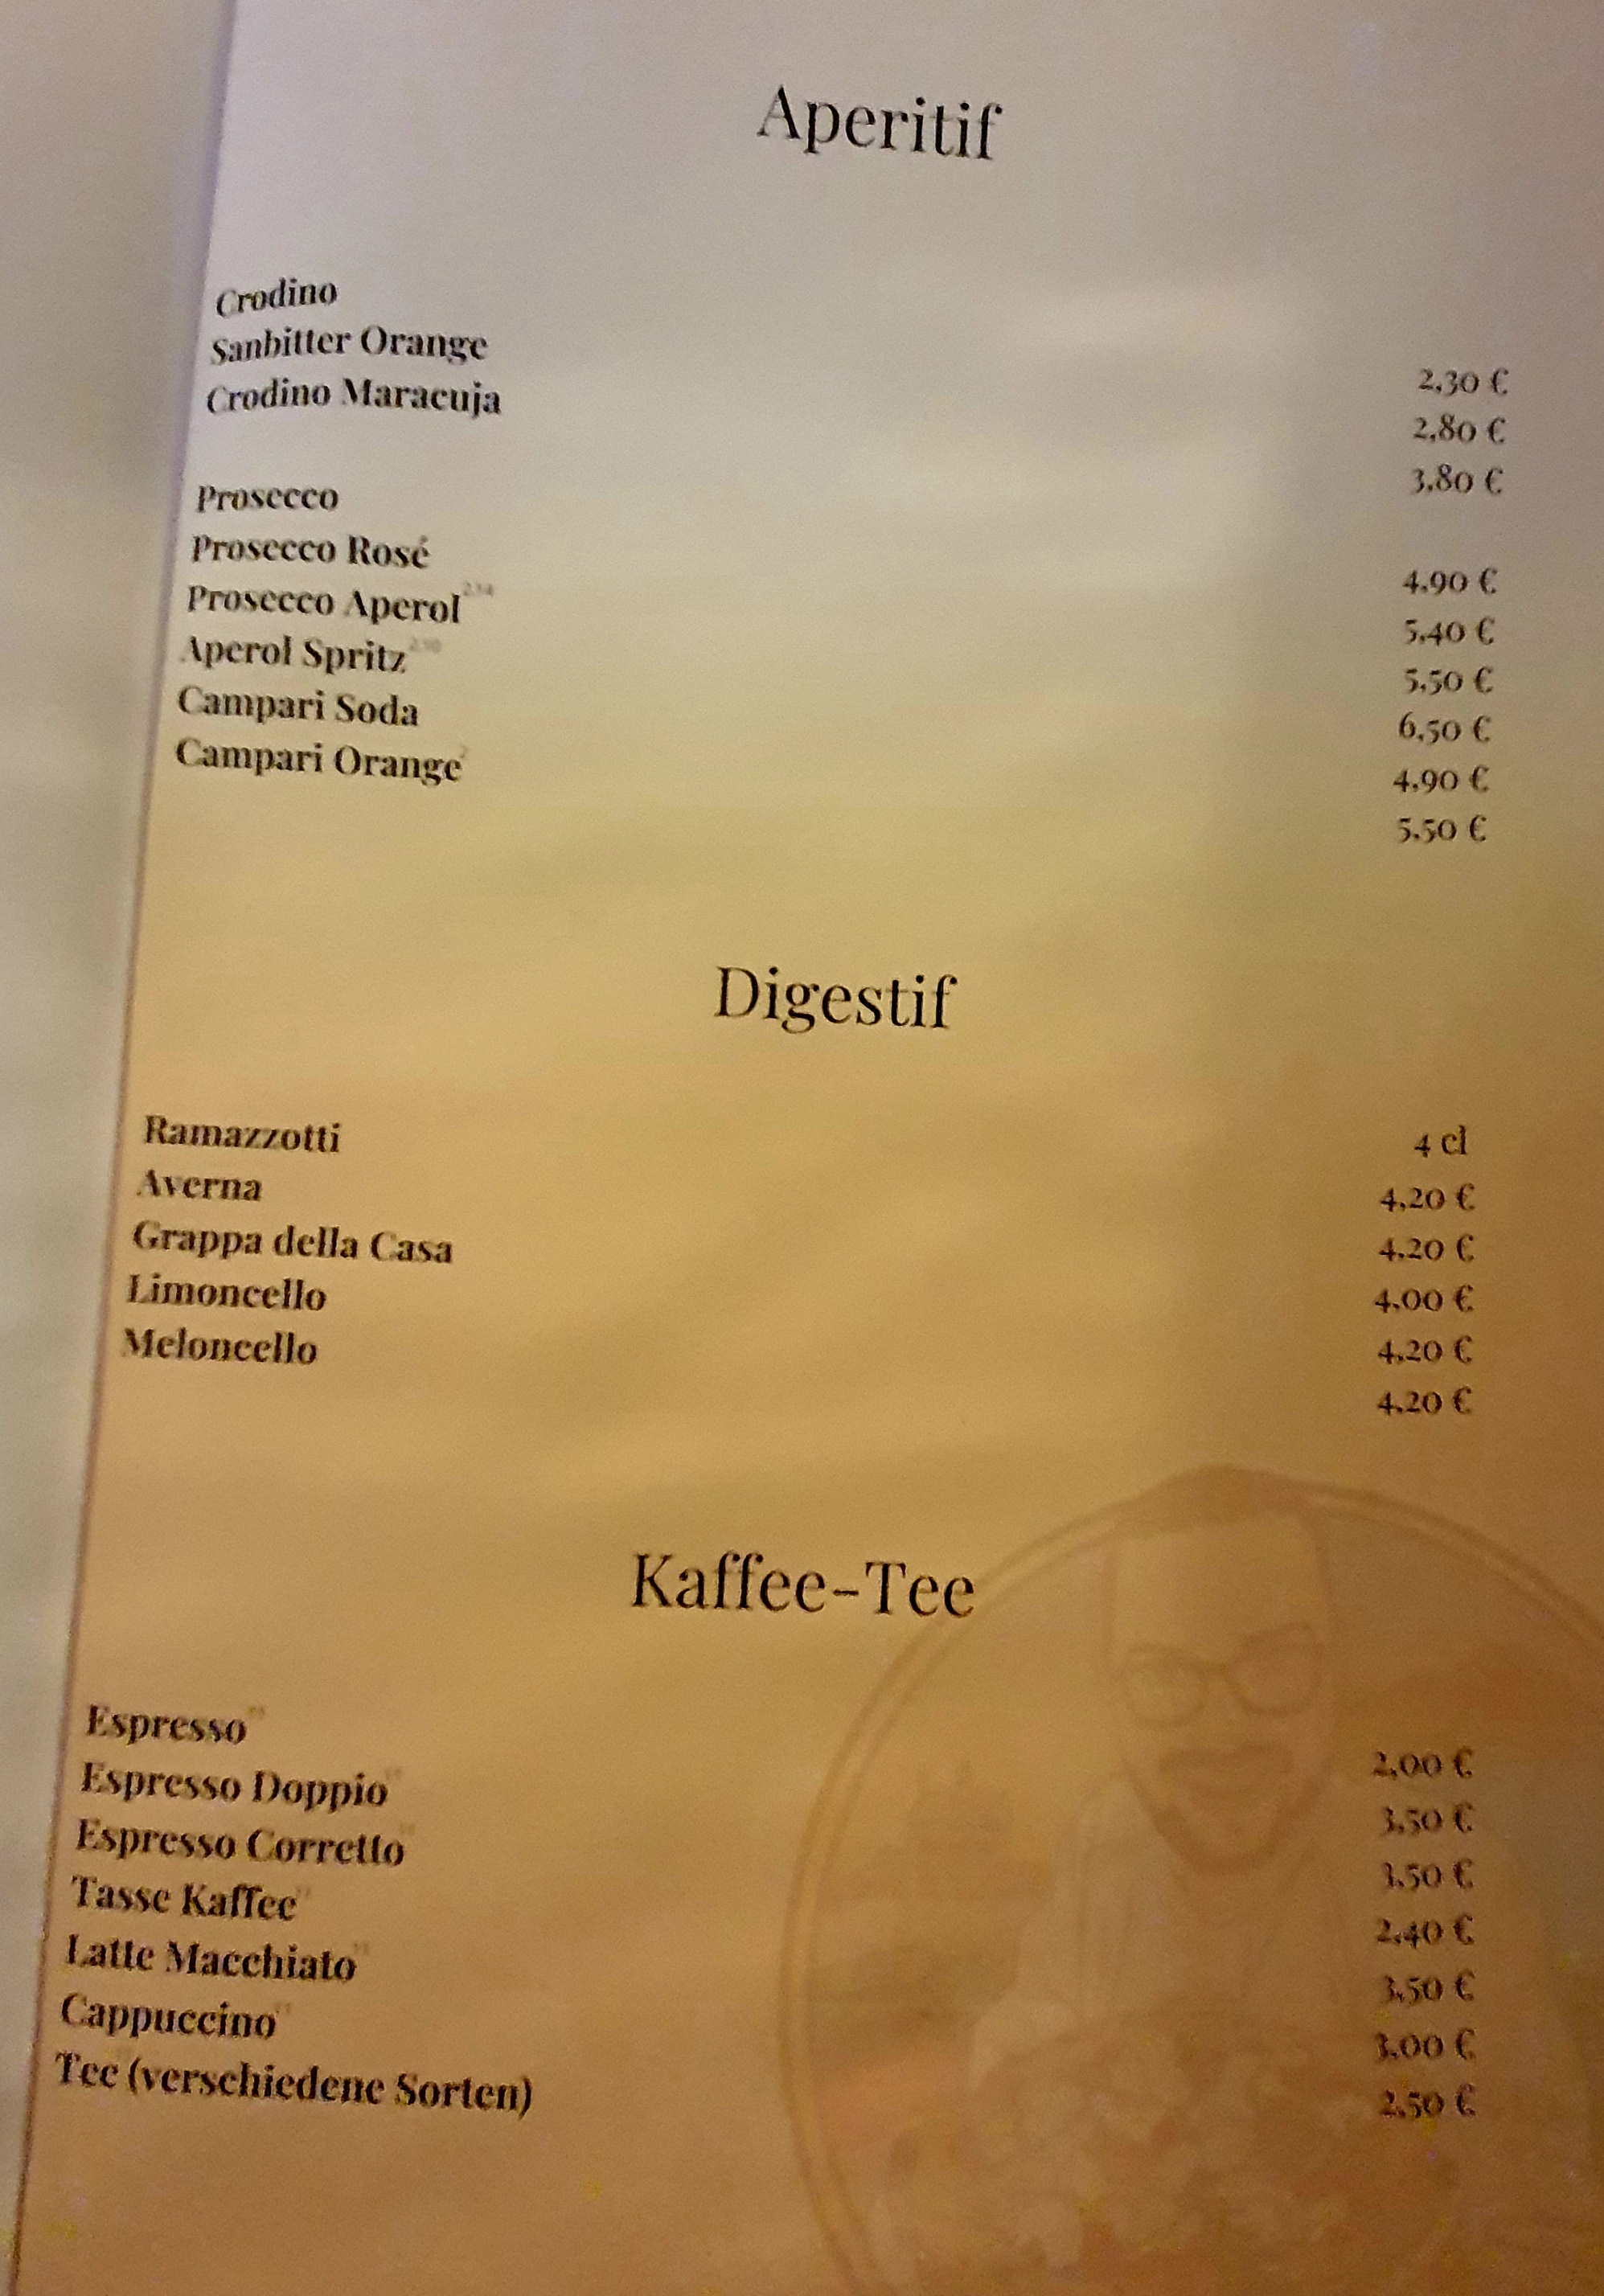 Aperitif
Crodino 2,30 €
Sanbitter Orange 2,80 €
Crodino Maracuja 3,80 €
Prosecco 4,90 €
Prosecco Rosé 5,40 €
Prosecco Aperol 5,50 €
Aperol Spritz 6,50 €
Campari Soda 4,90 €
Campari Orange² 5,50 €
Digestif
4 cl
Ramazzotti 4,20 €
Averna 4,20 €
Grappa della Casa 4,00 €
Limoncello 4,20 €
Meloncello 4,20 €
Kaffee-Tee
Espresso 2,00 €
Espresso Doppio 3,50 €
Espresso Corretto 3,50 €
Tasse Kaffee 2,40 €
Latte Macchiato 3,50 €
Cappuccino 3,00 €
Tee (verschiedene Sorten) 2,50 €